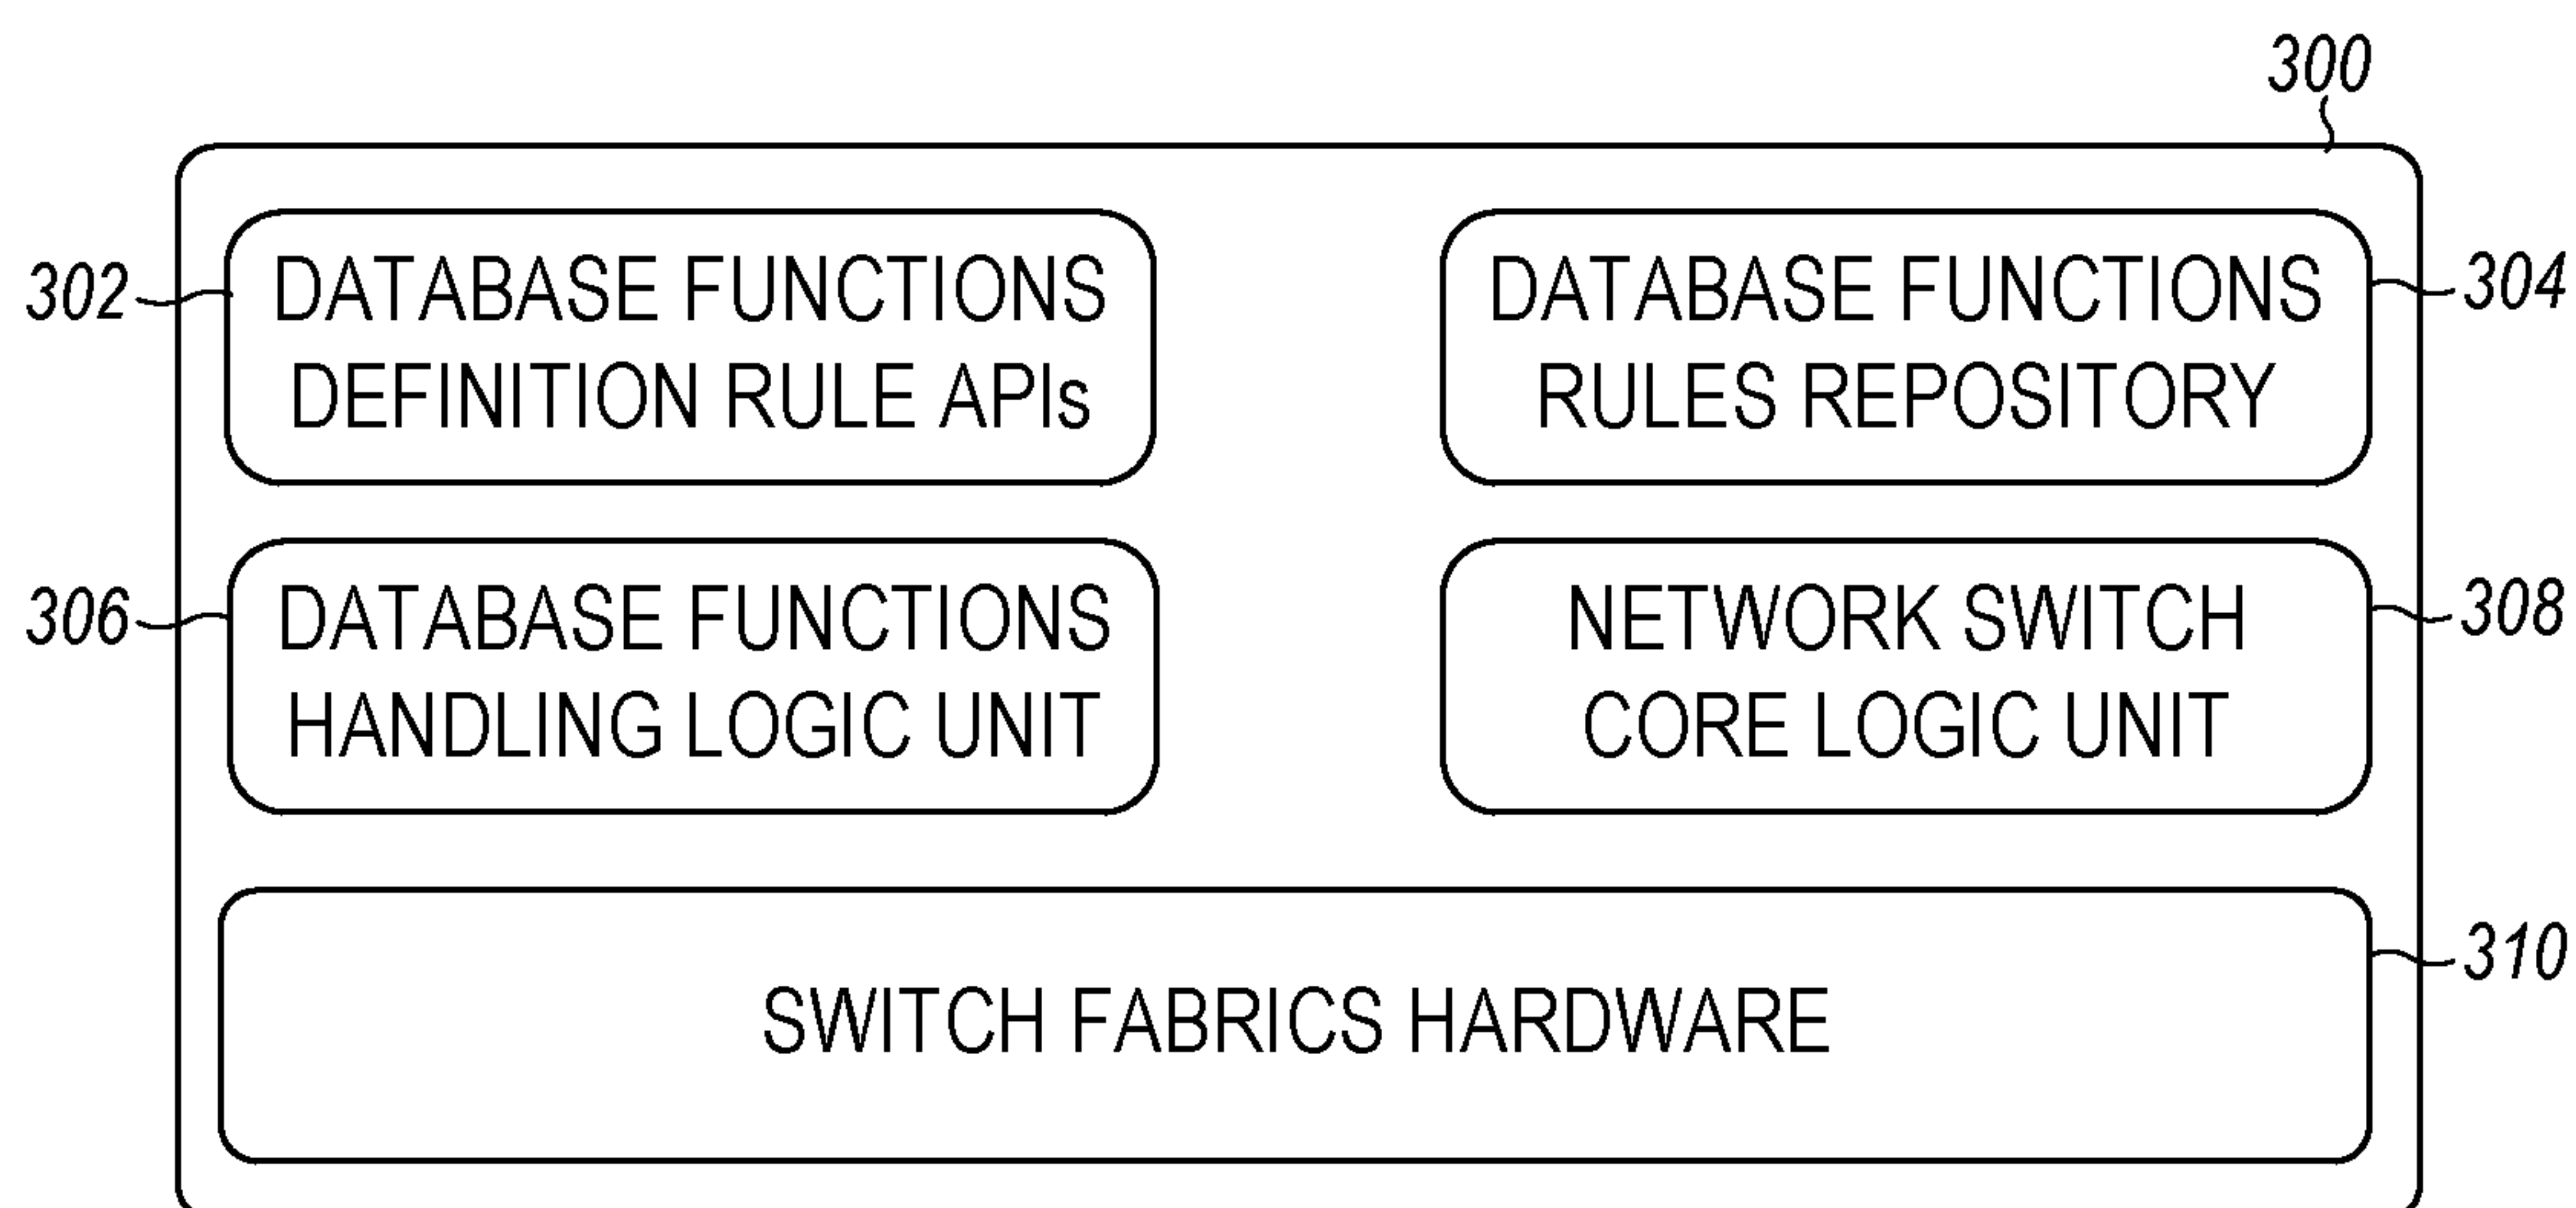 300
302
DATABASE FUNCTIONS
DEFINITION RULE APIs
DATABASE FUNCTIONS
RULES REPOSITORY
304
306
DATABASE FUNCTIONS
HANDLING LOGIC UNIT
NETWORK SWITCH
CORE LOGIC UNIT
308
SWITCH FABRICS HARDWARE
310